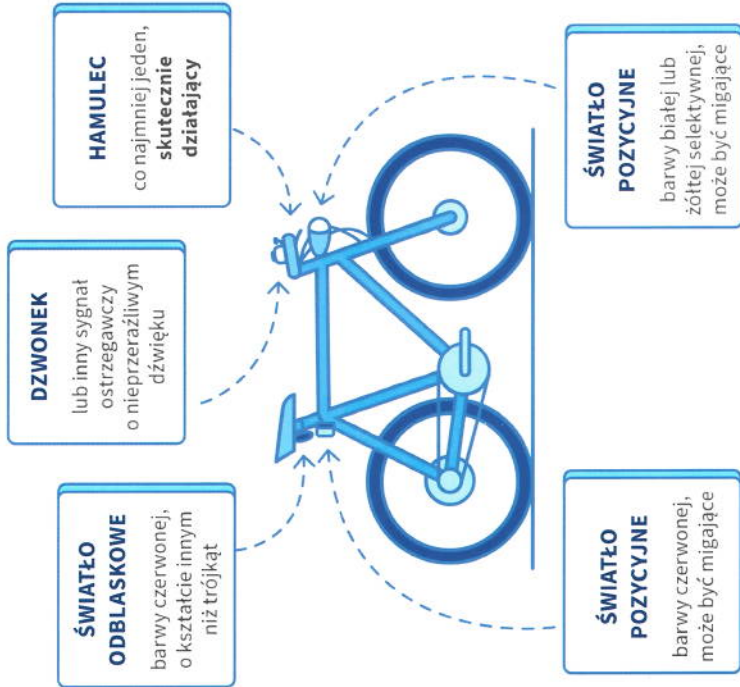 ŚWIATŁO
ODBLASKOWE
barwy czerwonej,
o kształcie innym
niż trójkąt
DZWONEK
lub inny sygnał
ostrzegawczy
o nieprzeraźliwym
dźwięku
HAMULEC
co najmniej jeden,
skutecznie
działający
ŚWIATŁO
POZYCYJNE
barwy czerwonej,
może być migające
ŚWIATŁO
POZYCYJNE
barwy białej lub
żółtej selektywnej,
może być migające